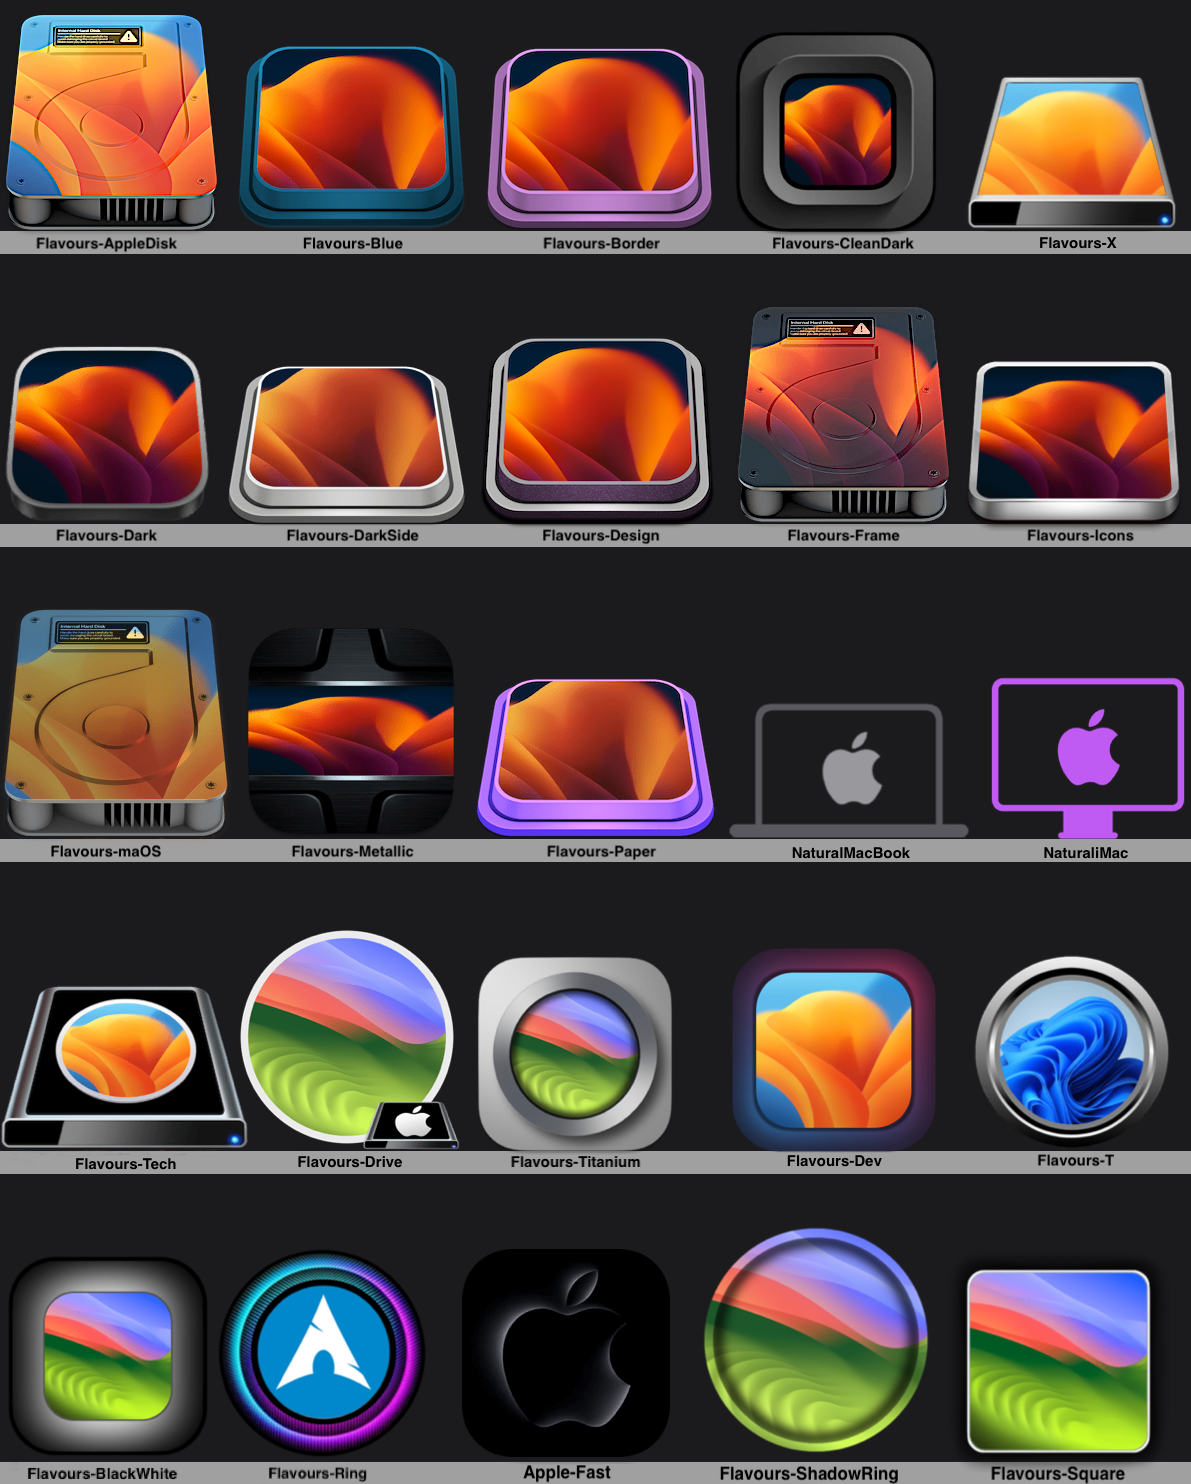 Internal Hard Disk
Flavours-AppleDisk
Flavours-Blue
Flavours-Border
Flavours-CleanDark
Flavours-X
Internal Hard Disk
Flavours-Dark
Flavours-DarkSide
Flavours-Design
Flavours-Frame
Flavours-Icons
Internal Hard Disk
Flavours-maOS
Flavours-Metallic
Flavours-Paper
NaturalMacBook
NaturaliMac
Flavours-Tech
Flavours-Drive
Flavours-Titanium
Flavours-Dev
Flavours-T
Flavours-BlackWhite
Flavours-Ring
Apple-Fast
Flavours-ShadowRing
Flavours-Square